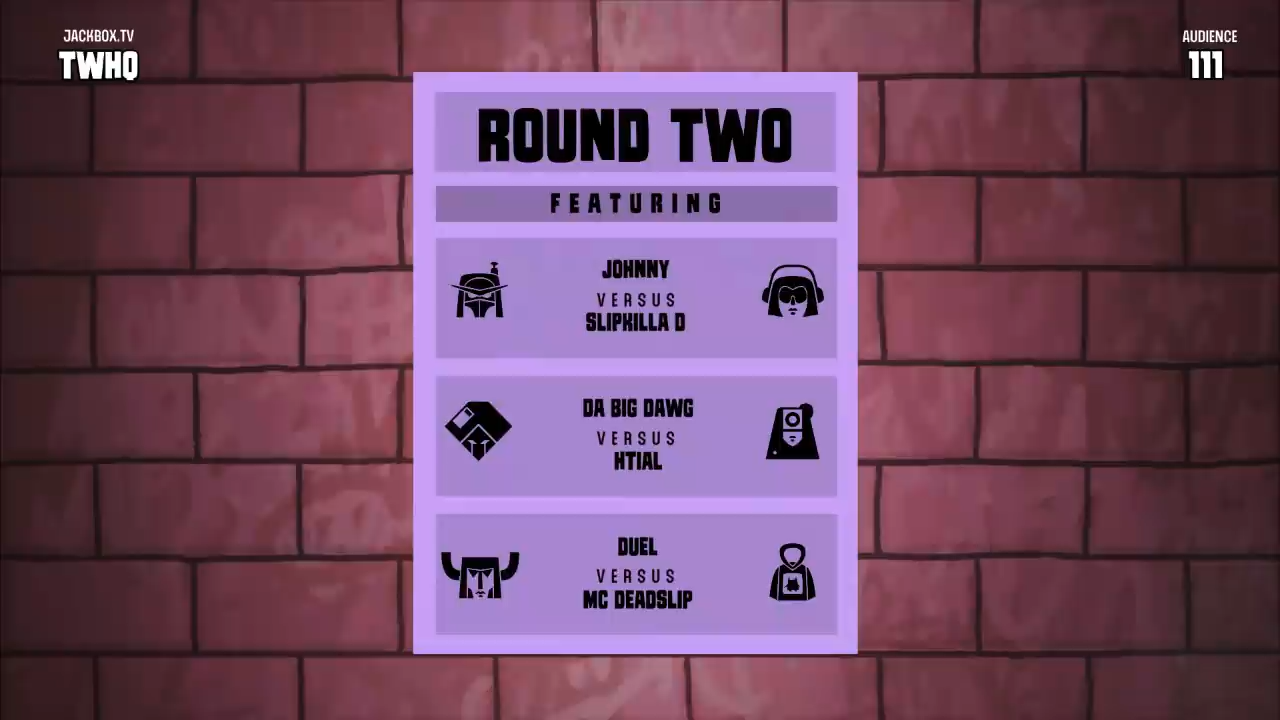 JACKBOX.TV
TWHQ
AUDIENCE
111
ROUND TWO
FEATURING
JOHNNY
VERSUS
SLIPKILLA D
DA BIG DAWG
VERSUS
HTIAL
DUEL
VERSUS
MC DEADSLIP